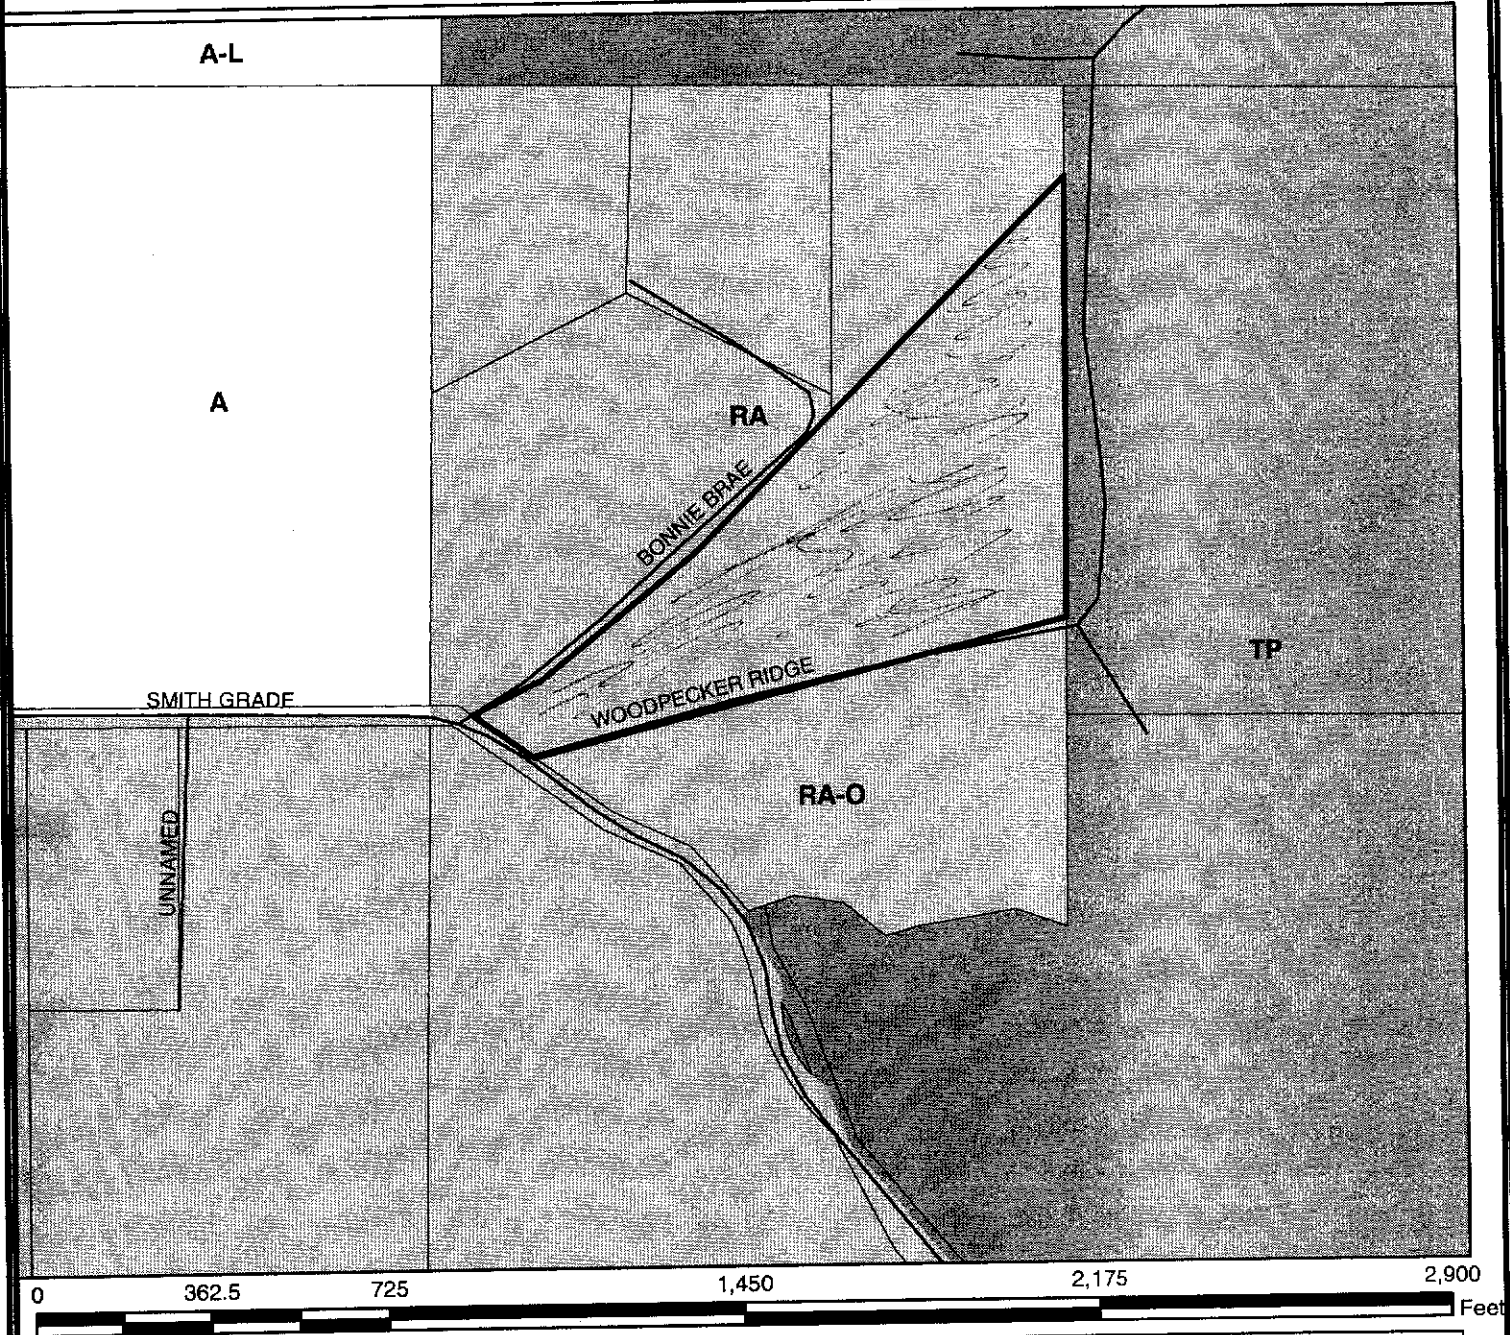 A-L
A
RA
BONNIE BRAE
SMITH GRADE
WOODPECKER RIDGE
TP
RA-O
UNNAMED
0 362.5 725 1,450 2,175 2,900
Feet